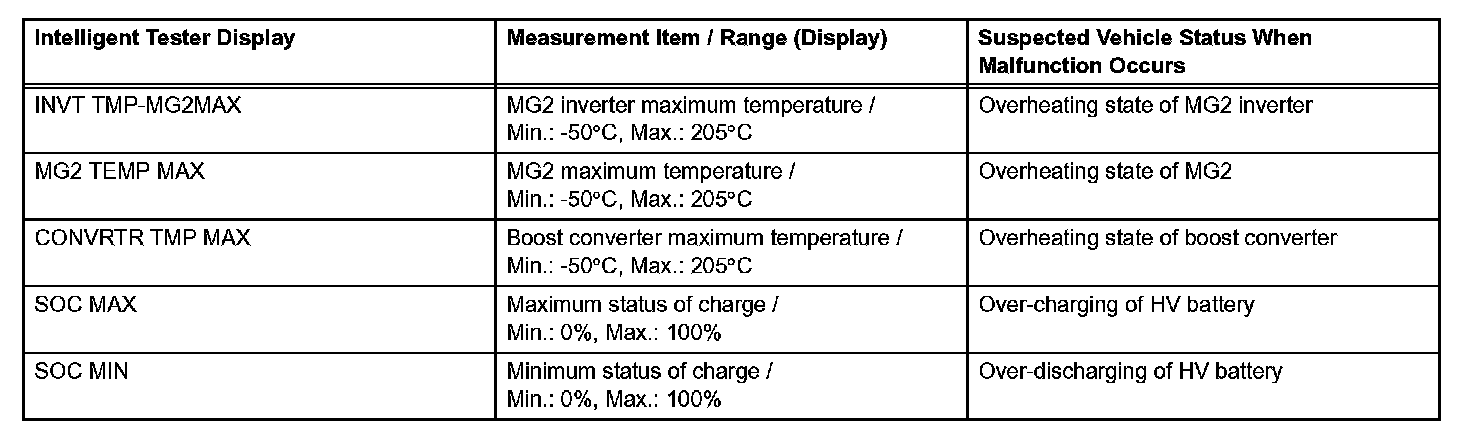 Intelligent Tester Display
Measurement Item / Range (Display)
Suspected Vehicle Status When
Malfunction Occurs
INVT TMP-MG2MAX
MG2 inverter maximum temperature /
Min.: -50°C, Max.: 205°C
Overheating state of MG2 inverter
MG2 TEMP MAX
MG2 maximum temperature /
Min.: -50°C, Max.: 205°C
Overheating state of MG2
CONVRTR TMP MAX
Boost converter maximum temperature /
Min.: -50°C, Max.: 205°C
Overheating state of boost converter
SOC MAX
Maximum status of charge /
Min.: 0%, Max.: 100%
Over-charging of HV battery
SOC MIN
Minimum status of charge /
Min.: 0%, Max.: 100%
Over-discharging of HV battery